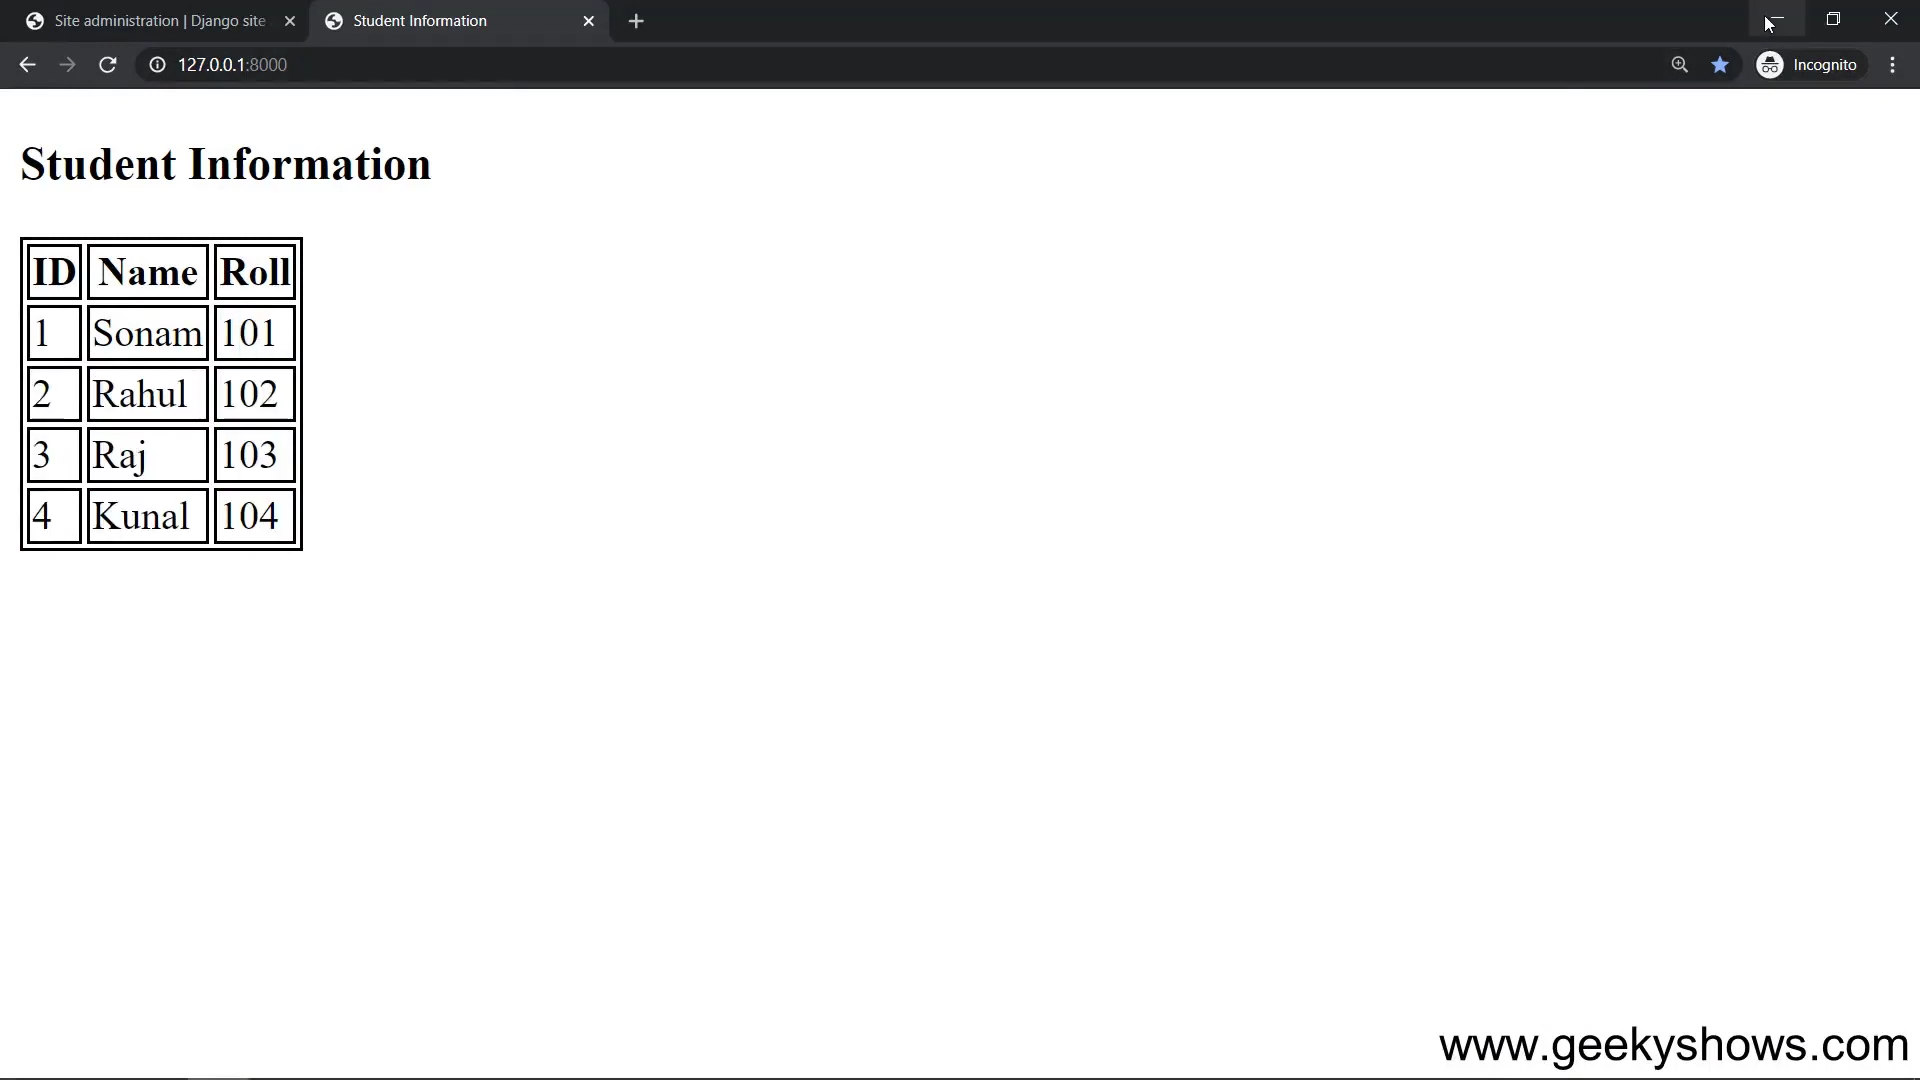 Site administration | Django site
Student Information
127.0.0.1:8000
Incognito
Student Information
ID Name Roll
1 Sonam 101
2 Rahul 102
3 Raj 103
4 Kunal 104
www.geekyshows.com